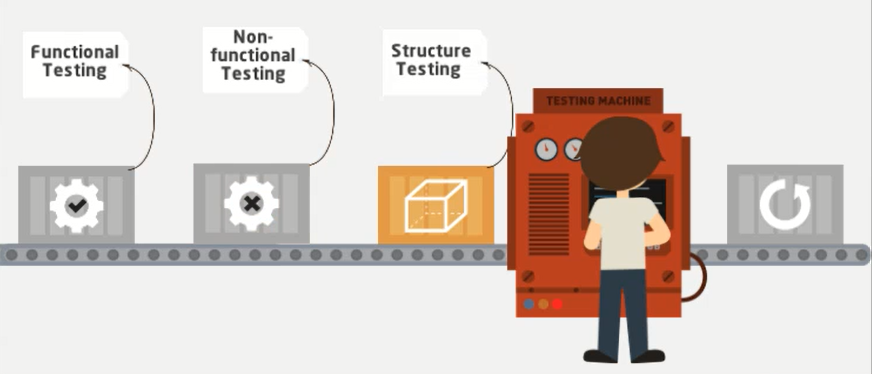 Functional
Testing
Non-
functional
Testing
Structure
Testing
TESTING MACHINE